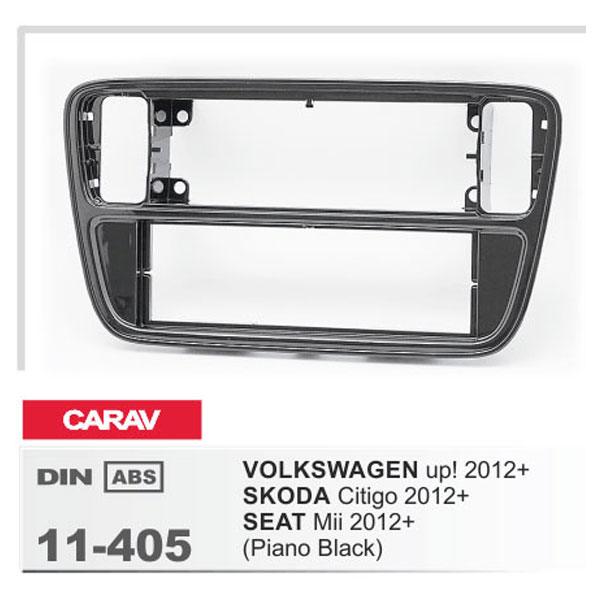 CARAV
DIN ABS
11-405
VOLKSWAGEN up! 2012+
SKODA Citigo 2012+
SEAT Mii 2012+
(Piano Black)